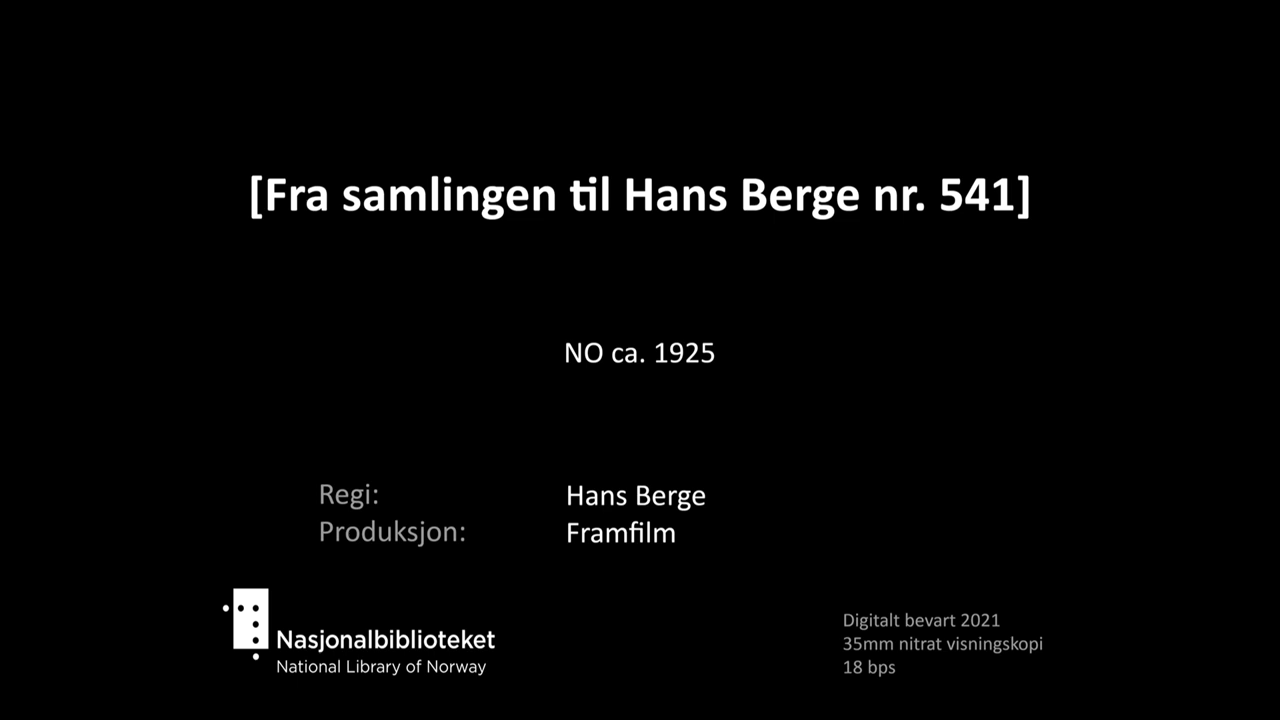 [Fra samlingen til Hans Berge nr. 541]
NO ca. 1925
Regi: Hans Berge
Produksjon: Framfilm
Nasjonalbiblioteket
National Library of Norway
Digitalt bevart 2021
35mm nitrat visningskopi
18 bps